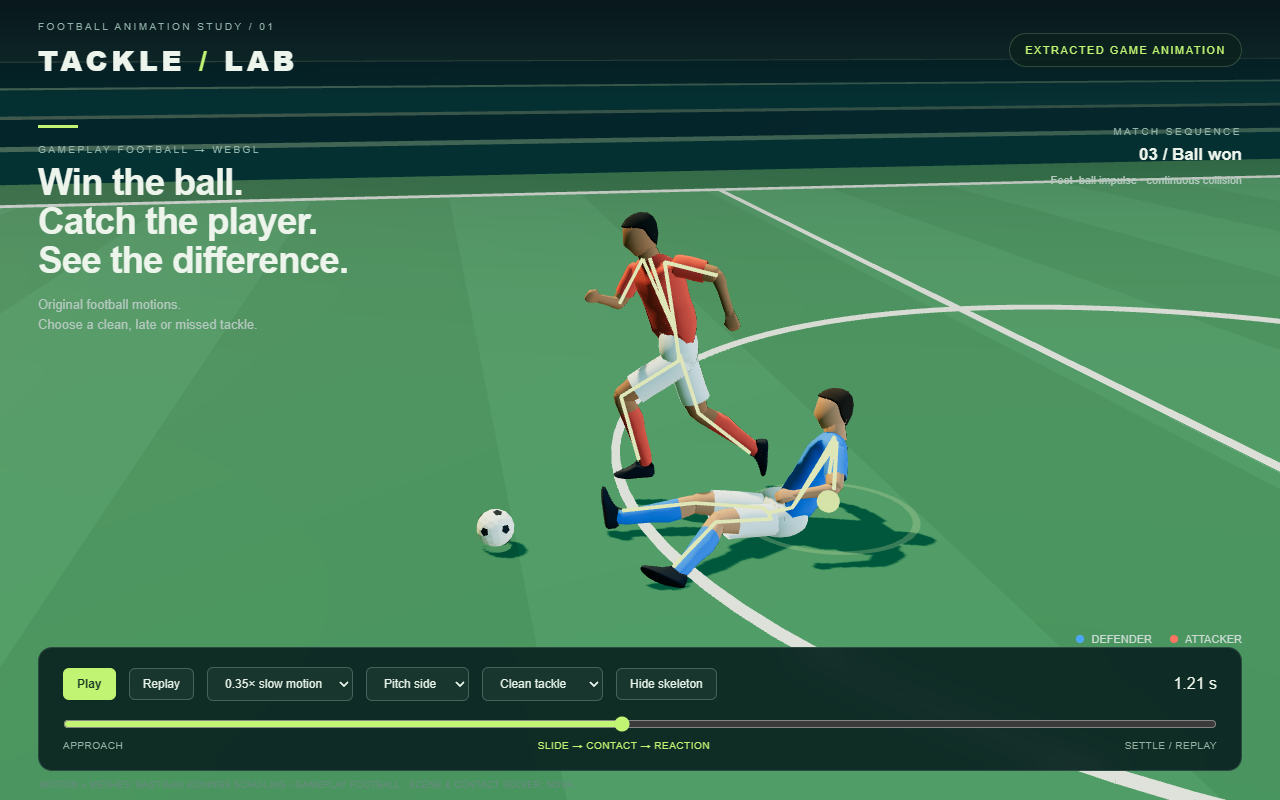 FOOTBALL ANIMATION STUDY / 01
TACKLE / LAB
EXTRACTED GAME ANIMATION
GAMEPLAY FOOTBALL → WEBGL
Win the ball.
Catch the player.
See the difference.
Original football motions.
Choose a clean, late or missed tackle.
MATCH SEQUENCE
03 / Ball won
Foot–ball impulse · continuous collision
DEFENDER
ATTACKER
Play
Replay
0.35× slow motion
Pitch side
Clean tackle
Hide skeleton
1.21 s
APPROACH
SLIDE → CONTACT → REACTION
SETTLE / REPLAY